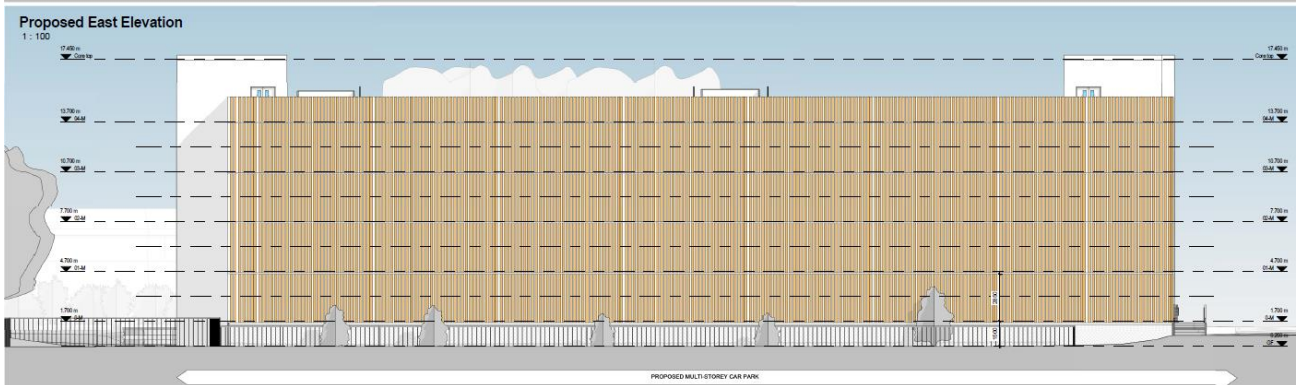 Proposed East Elevation
1 : 100
17.450 m
Core top
17.450 m
Core top
13.700 m
04-M
13.700 m
04-M
10.700 m
03-M
10.700 m
03-M
7.700 m
02-M
7.700 m
02-M
4.700 m
01-M
4.700 m
01-M
1.700 m
1.700 m
0-M
GF
PROPOSED MULTI-STOREY CAR PARK